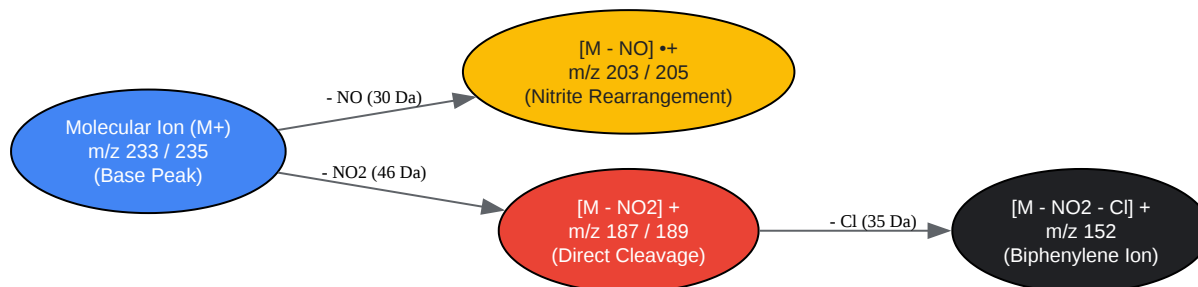 [M - NO] •+
m/z 203 / 205
(Nitrite Rearrangement)
- NO (30 Da)
Molecular Ion (M+)
m/z 233 / 235
(Base Peak)
- NO2 (46 Da)
[M - NO2] +
m/z 187 / 189
(Direct Cleavage)
- Cl (35 Da)
[M - NO2 - Cl] +
m/z 152
(Biphenylene Ion)